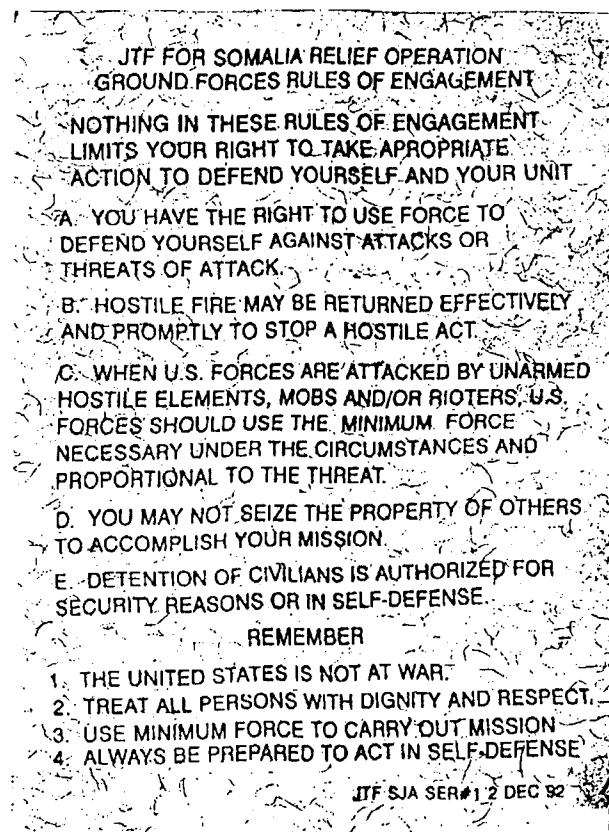 JTF FOR SOMALIA RELIEF OPERATION
GROUND FORCES RULES OF ENGAGEMENT
NOTHING IN THESE RULES OF ENGAGEMENT
LIMITS YOUR RIGHT TO TAKE APROPRIATE
ACTION TO DEFEND YOURSELF AND YOUR UNIT
A. YOU HAVE THE RIGHT TO USE FORCE TO
DEFEND YOURSELF AGAINST ATTACKS OR
THREATS OF ATTACK.
B. HOSTILE FIRE MAY BE RETURNED EFFECTIVELY
AND PROMPTLY TO STOP A HOSTILE ACT.
C. WHEN U.S. FORCES ARE ATTACKED BY UNARMED
HOSTILE ELEMENTS, MOBS AND/OR RIOTERS, U.S.
FORCES SHOULD USE THE MINIMUM FORCE
NECESSARY UNDER THE CIRCUMSTANCES AND
PROPORTIONAL TO THE THREAT.
D. YOU MAY NOT SEIZE THE PROPERTY OF OTHERS
TO ACCOMPLISH YOUR MISSION.
E. DETENTION OF CIVILIANS IS AUTHORIZED FOR
SECURITY REASONS OR IN SELF-DEFENSE.
REMEMBER
1. THE UNITED STATES IS NOT AT WAR.
2. TREAT ALL PERSONS WITH DIGNITY AND RESPECT.
3. USE MINIMUM FORCE TO CARRY OUT MISSION
4. ALWAYS BE PREPARED TO ACT IN SELF-DEFENSE
JTF SJA SER#1 2 DEC 92